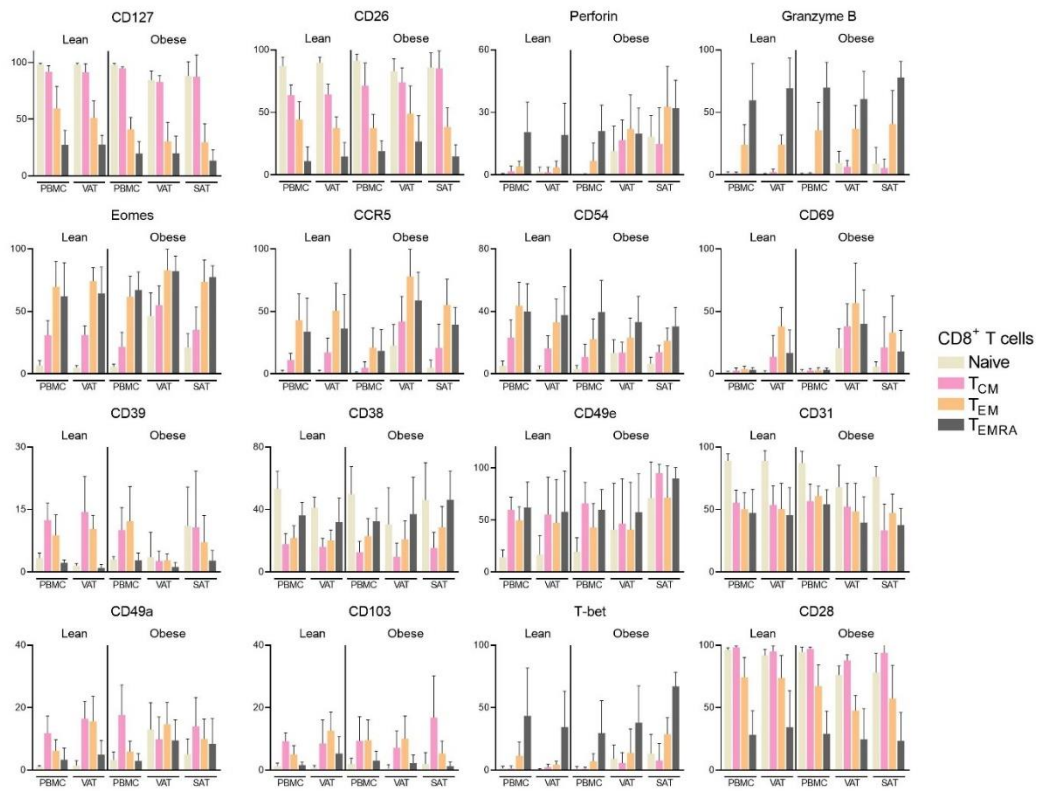 CD127 CD26 Perforin Granzyme B
Lean Obese Lean Obese Lean Obese Lean Obese
100 100 60 100
50 50 30 50
0 0 0 0
PBMC VAT PBMC VAT SAT PBMC VAT PBMC VAT SAT PBMC VAT PBMC VAT SAT PBMC VAT PBMC VAT SAT
Eomes CCR5 CD54 CD69
Lean Obese Lean Obese Lean Obese Lean Obese
100 100 80 100
50 50 40 50
0 0 0 0
PBMC VAT PBMC VAT SAT PBMC VAT PBMC VAT SAT PBMC VAT PBMC VAT SAT PBMC VAT PBMC VAT SAT
CD8+ T cells
Naive
TCM
TEM
TEMRA
CD39 CD38 CD49e CD31
Lean Obese Lean Obese Lean Obese Lean Obese
30 80 100 100
15 40 50 50
0 0 0 0
PBMC VAT PBMC VAT SAT PBMC VAT PBMC VAT SAT PBMC VAT PBMC VAT SAT PBMC VAT PBMC VAT SAT
CD49a CD103 T-bet CD28
Lean Obese Lean Obese Lean Obese Lean Obese
40 40 100 100
20 20 50 50
0 0 0 0
PBMC VAT PBMC VAT SAT PBMC VAT PBMC VAT SAT PBMC VAT PBMC VAT SAT PBMC VAT PBMC VAT SAT